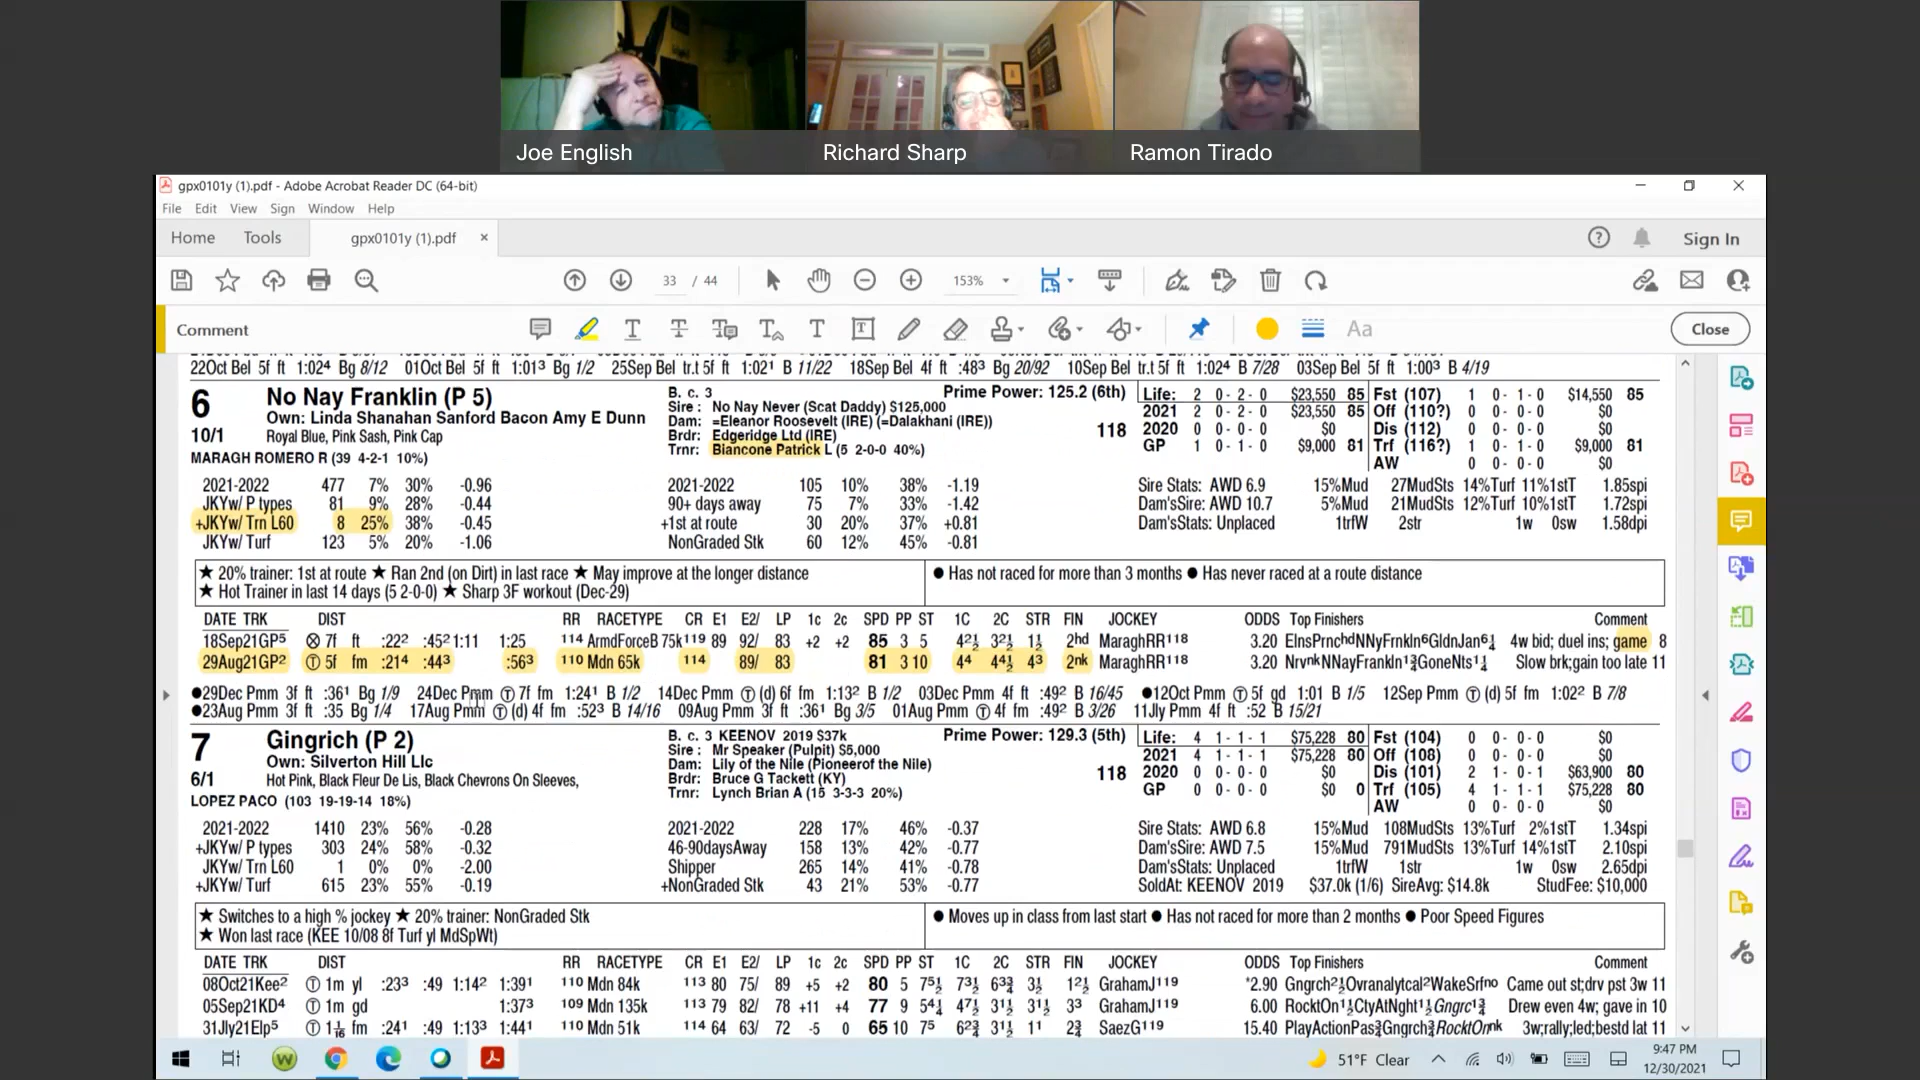 Joe English
Richard Sharp
Ramon Tirado
gpx0101y (1).pdf - Adobe Acrobat Reader DC (64-bit)
File Edit View Sign Window Help
Home Tools gpx0101y (1).pdf × Sign In
33 / 44 153%
Comment Close
22Oct Bel 5f ft 1:02⁴ Bg 8/12 01Oct Bel 5f ft 1:01³ Bg 1/2 25Sep Bel tr.t 5f ft 1:02¹ B 11/22 18Sep Bel 4f ft :48³ Bg 20/92 10Sep Bel tr.t 5f ft 1:02⁴ B 7/28 03Sep Bel 5f ft 1:00³ B 4/19
6 No Nay Franklin (P 5)
Own: Linda Shanahan Sanford Bacon Amy E Dunn
10/1 Royal Blue, Pink Sash, Pink Cap
MARAGH ROMERO R (39 4-2-1 10%)
B. c. 3 Prime Power: 125.2 (6th)
Sire : No Nay Never (Scat Daddy) $125,000
Dam: =Eleanor Roosevelt (IRE) (=Dalakhani (IRE))
Brdr: Edgeridge Ltd (IRE) 118
Trnr: Biancone Patrick L (5 2-0-0 40%)
Life: 2 0- 2- 0 $23,550 85 Fst (107) 1 0- 1- 0 $14,550 85
2021 2 0- 2- 0 $23,550 85 Off (110?) 0 0- 0- 0 $0
2020 0 0- 0- 0 $0 Dis (112) 0 0- 0- 0 $0
GP 1 0- 1- 0 $9,000 81 Trf (116?) 1 0- 1- 0 $9,000 81
AW 0 0- 0- 0 $0
2021-2022 477 7% 30% -0.96 2021-2022 105 10% 38% -1.19 Sire Stats: AWD 6.9 15%Mud 27MudSts 14%Turf 11%1stT 1.85spi
JKYw/ P types 81 9% 28% -0.44 90+ days away 75 7% 33% -1.42 Dam'sSire: AWD 10.7 5%Mud 21MudSts 12%Turf 10%1stT 1.72spi
+JKYw/ Trn L60 8 25% 38% -0.45 +1st at route 30 20% 37% +0.81 Dam'sStats: Unplaced 1trfW 2str 1w 0sw 1.58dpi
JKYw/ Turf 123 5% 20% -1.06 NonGraded Stk 60 12% 45% -0.81
★ 20% trainer: 1st at route ★ Ran 2nd (on Dirt) in last race ★ May improve at the longer distance ● Has not raced for more than 3 months ● Has never raced at a route distance
★ Hot Trainer in last 14 days (5 2-0-0) ★ Sharp 3F workout (Dec-29)
DATE TRK DIST RR RACETYPE CR E1 E2/ LP 1c 2c SPD PP ST 1C 2C STR FIN JOCKEY ODDS Top Finishers Comment
18Sep21GP⁵ ⊗ 7f ft :22² :45² 1:11 1:25 114 ArmdForceB 75k 119 89 92/ 83 +2 +2 85 3 5 4²½ 3²½ 1½ 2hd MaraghRR118 3.20 ElnsPrnchdNNyFrnkln6GldnJan6¼ 4w bid; duel ins; game 8
29Aug21GP² Ⓣ 5f fm :21⁴ :44³ :56³ 110 Mdn 65k 114 89/ 83 81 3 10 4⁴ 4⁴½ 4³ 2nk MaraghRR118 3.20 NrvnkNNayFranklin1¾GoneNts1¼ Slow brk;gain too late 11
●29Dec Pmm 3f ft :36¹ Bg 1/9 24Dec Pmm Ⓣ 7f fm 1:24¹ B 1/2 14Dec Pmm Ⓣ (d) 6f fm 1:13² B 1/2 03Dec Pmm 4f ft :49² B 16/45 ●12Oct Pmm Ⓣ 5f gd 1:01 B 1/5 12Sep Pmm Ⓣ (d) 5f fm 1:02² B 7/8
●23Aug Pmm 3f ft :35 Bg 1/4 17Aug Pmm Ⓣ (d) 4f fm :52³ B 14/16 09Aug Pmm 3f ft :36¹ Bg 3/5 01Aug Pmm Ⓣ 4f fm :49² B 3/26 11Jly Pmm 4f ft :52 B 15/21
7 Gingrich (P 2)
Own: Silverton Hill Llc
6/1 Hot Pink, Black Fleur De Lis, Black Chevrons On Sleeves,
LOPEZ PACO (103 19-19-14 18%)
B. c. 3 KEENOV 2019 $37k Prime Power: 129.3 (5th)
Sire : Mr Speaker (Pulpit) $5,000
Dam: Lily of the Nile (Pioneerof the Nile)
Brdr: Bruce G Tackett (KY) 118
Trnr: Lynch Brian A (15 3-3-3 20%)
Life: 4 1- 1- 1 $75,228 80 Fst (104) 0 0- 0- 0 $0
2021 4 1- 1- 1 $75,228 80 Off (108) 0 0- 0- 0 $0
2020 0 0- 0- 0 $0 Dis (101) 2 1- 0- 1 $63,900 80
GP 0 0- 0- 0 $0 0 Trf (105) 4 1- 1- 1 $75,228 80
AW 0 0- 0- 0 $0
2021-2022 1410 23% 56% -0.28 2021-2022 228 17% 46% -0.37 Sire Stats: AWD 6.8 15%Mud 108MudSts 13%Turf 2%1stT 1.34spi
+JKYw/ P types 303 24% 58% -0.32 46-90daysAway 158 13% 42% -0.77 Dam'sSire: AWD 7.5 15%Mud 791MudSts 13%Turf 14%1stT 2.10spi
JKYw/ Trn L60 1 0% 0% -2.00 Shipper 265 14% 41% -0.78 Dam'sStats: Unplaced 1trfW 1str 1w 0sw 2.65dpi
+JKYw/ Turf 615 23% 55% -0.19 +NonGraded Stk 43 21% 53% -0.77 SoldAt: KEENOV 2019 $37.0k (1/6) SireAvg: $14.8k StudFee: $10,000
★ Switches to a high % jockey ★ 20% trainer: NonGraded Stk ● Moves up in class from last start ● Has not raced for more than 2 months ● Poor Speed Figures
★ Won last race (KEE 10/08 8f Turf yl MdSpWt)
DATE TRK DIST RR RACETYPE CR E1 E2/ LP 1c 2c SPD PP ST 1C 2C STR FIN JOCKEY ODDS Top Finishers Comment
08Oct21Kee² Ⓣ 1m yl :23³ :49 1:14² 1:39¹ 110 Mdn 84k 113 80 75/ 89 +5 +2 80 5 7⁵½ 7³½ 6³¾ 3½ 1²½ GrahamJ119 *2.90 Gngrch2½Ovranalytcal2WakeSrfno Came out st;drv pst 3w 11
05Sep21KD⁴ Ⓣ 1m gd 1:37³ 109 Mdn 135k 113 79 82/ 78 +11 +4 77 9 5⁴¼ 4⁷½ 3¹½ 3¹½ 3³ GrahamJ119 6.00 RocktOn1½CtyAtNght1½Gngrc1¾ Drew even 4w; gave in 10
31Jly21Elp⁵ Ⓣ 1 1/16 fm :24¹ :49 1:13³ 1:44¹ 110 Mdn 51k 114 64 63/ 72 -5 0 65 10 7⁵ 6²¾ 3¹½ 1¹ 2¾ SaezG119 15.40 PlayActionPas¾Gngrch¾RocktOnnk 3w;rally;led;bestd lat 11
51°F Clear 9:47 PM
12/30/2021